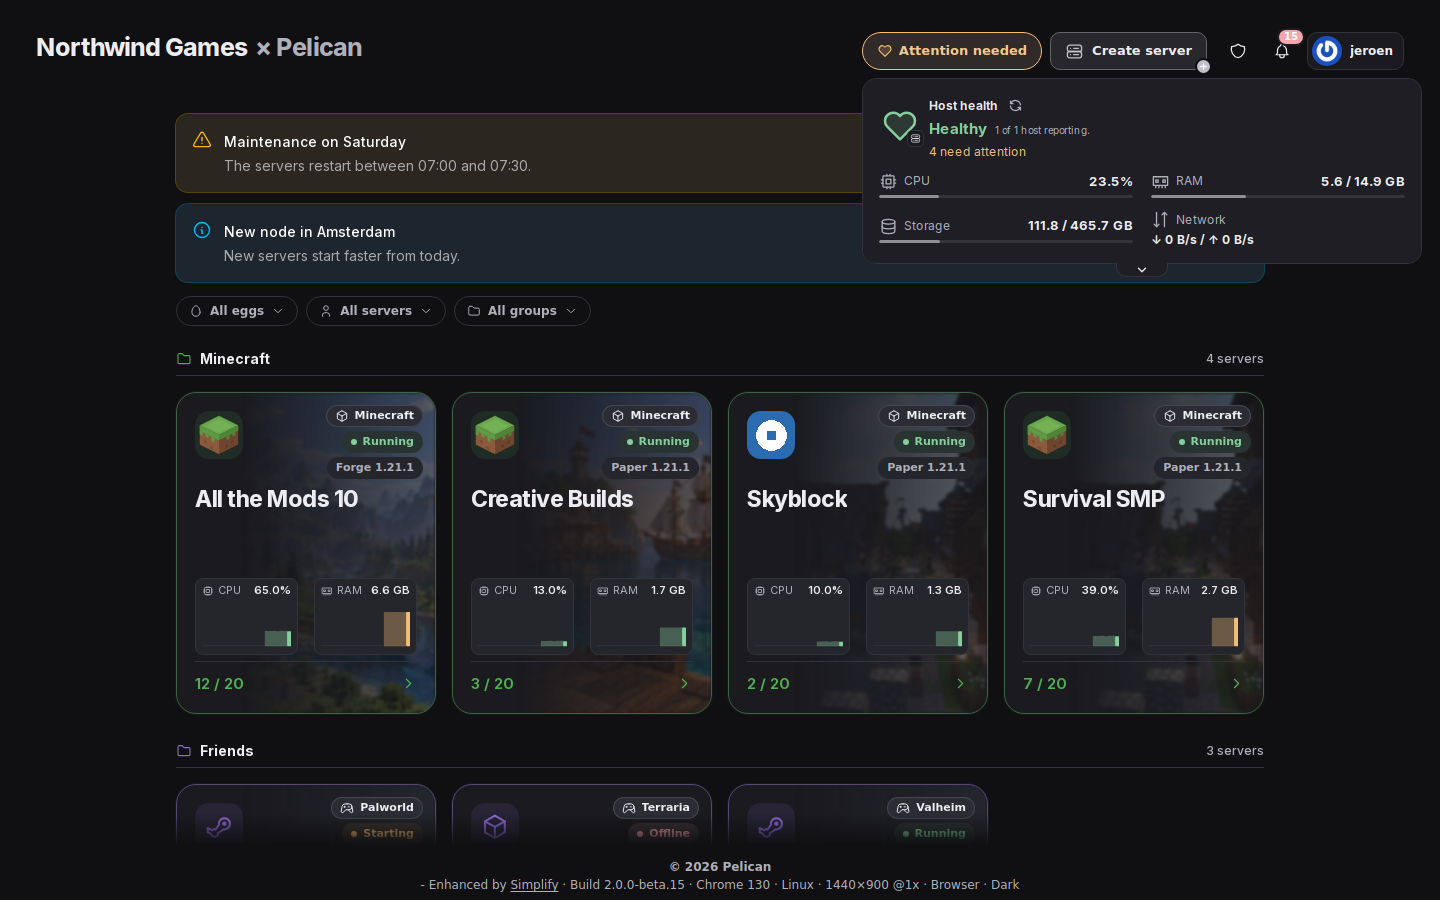 Northwind Games × Pelican
Attention needed
Create server
15
jeroen
Host health
Healthy 1 of 1 host reporting.
4 need attention
CPU 23.5%
RAM 5.6 / 14.9 GB
Storage 111.8 / 465.7 GB
Network
↓ 0 B/s / ↑ 0 B/s
Maintenance on Saturday
The servers restart between 07:00 and 07:30.
New node in Amsterdam
New servers start faster from today.
All eggs
All servers
All groups
Minecraft
4 servers
Minecraft
Running
Forge 1.21.1
All the Mods 10
CPU 65.0%
RAM 6.6 GB
12 / 20
Minecraft
Running
Paper 1.21.1
Creative Builds
CPU 13.0%
RAM 1.7 GB
3 / 20
Minecraft
Running
Paper 1.21.1
Skyblock
CPU 10.0%
RAM 1.3 GB
2 / 20
Minecraft
Running
Paper 1.21.1
Survival SMP
CPU 39.0%
RAM 2.7 GB
7 / 20
Friends
3 servers
Palworld
Starting
Terraria
Offline
Valheim
Running
© 2026 Pelican
- Enhanced by Simplify · Build 2.0.0-beta.15 · Chrome 130 · Linux · 1440×900 @1x · Browser · Dark